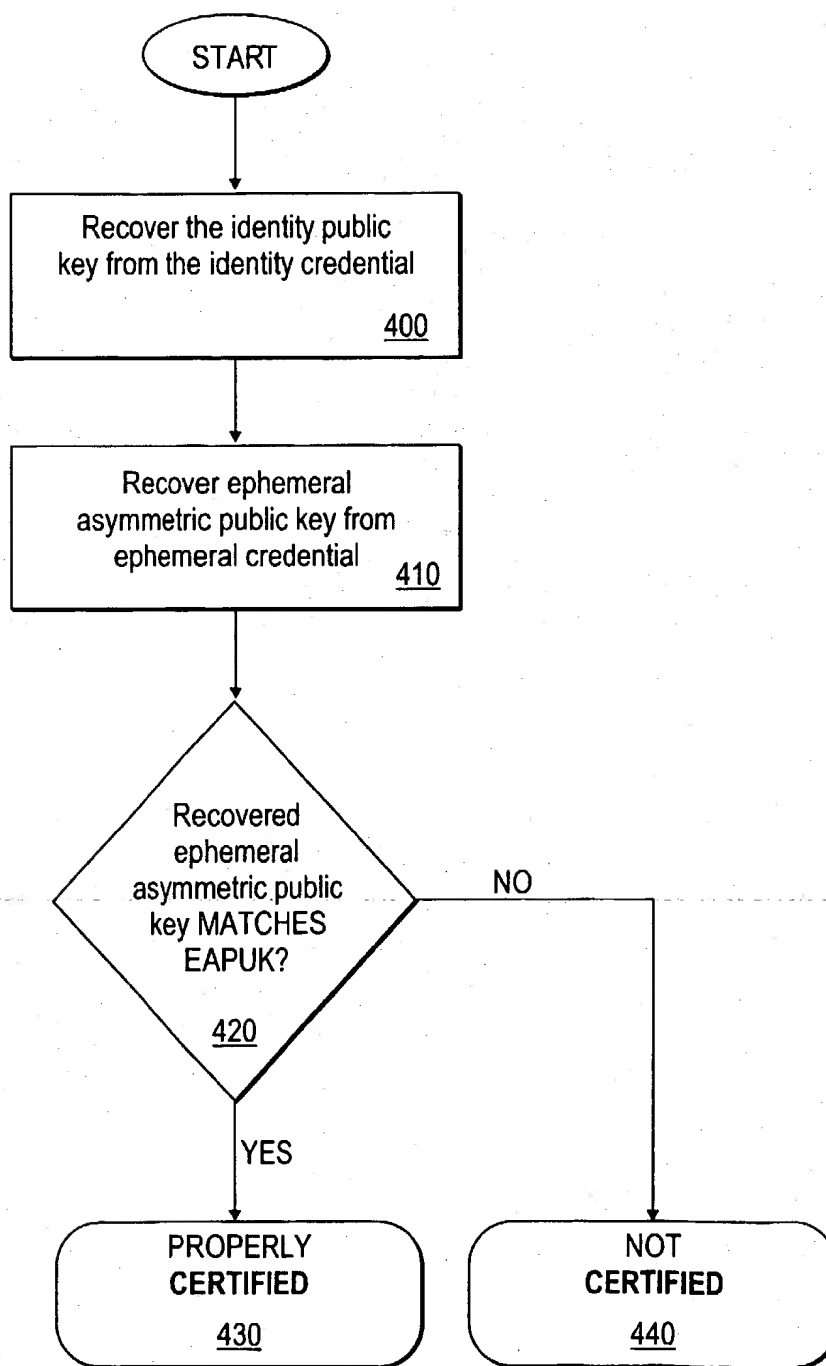 START
Recover the identity public
key from the identity credential
400
Recover ephemeral
asymmetric public key from
ephemeral credential
410
Recovered
ephemeral
asymmetric public
key MATCHES
EAPUK?
420
NO
YES
PROPERLY
CERTIFIED
430
NOT
CERTIFIED
440